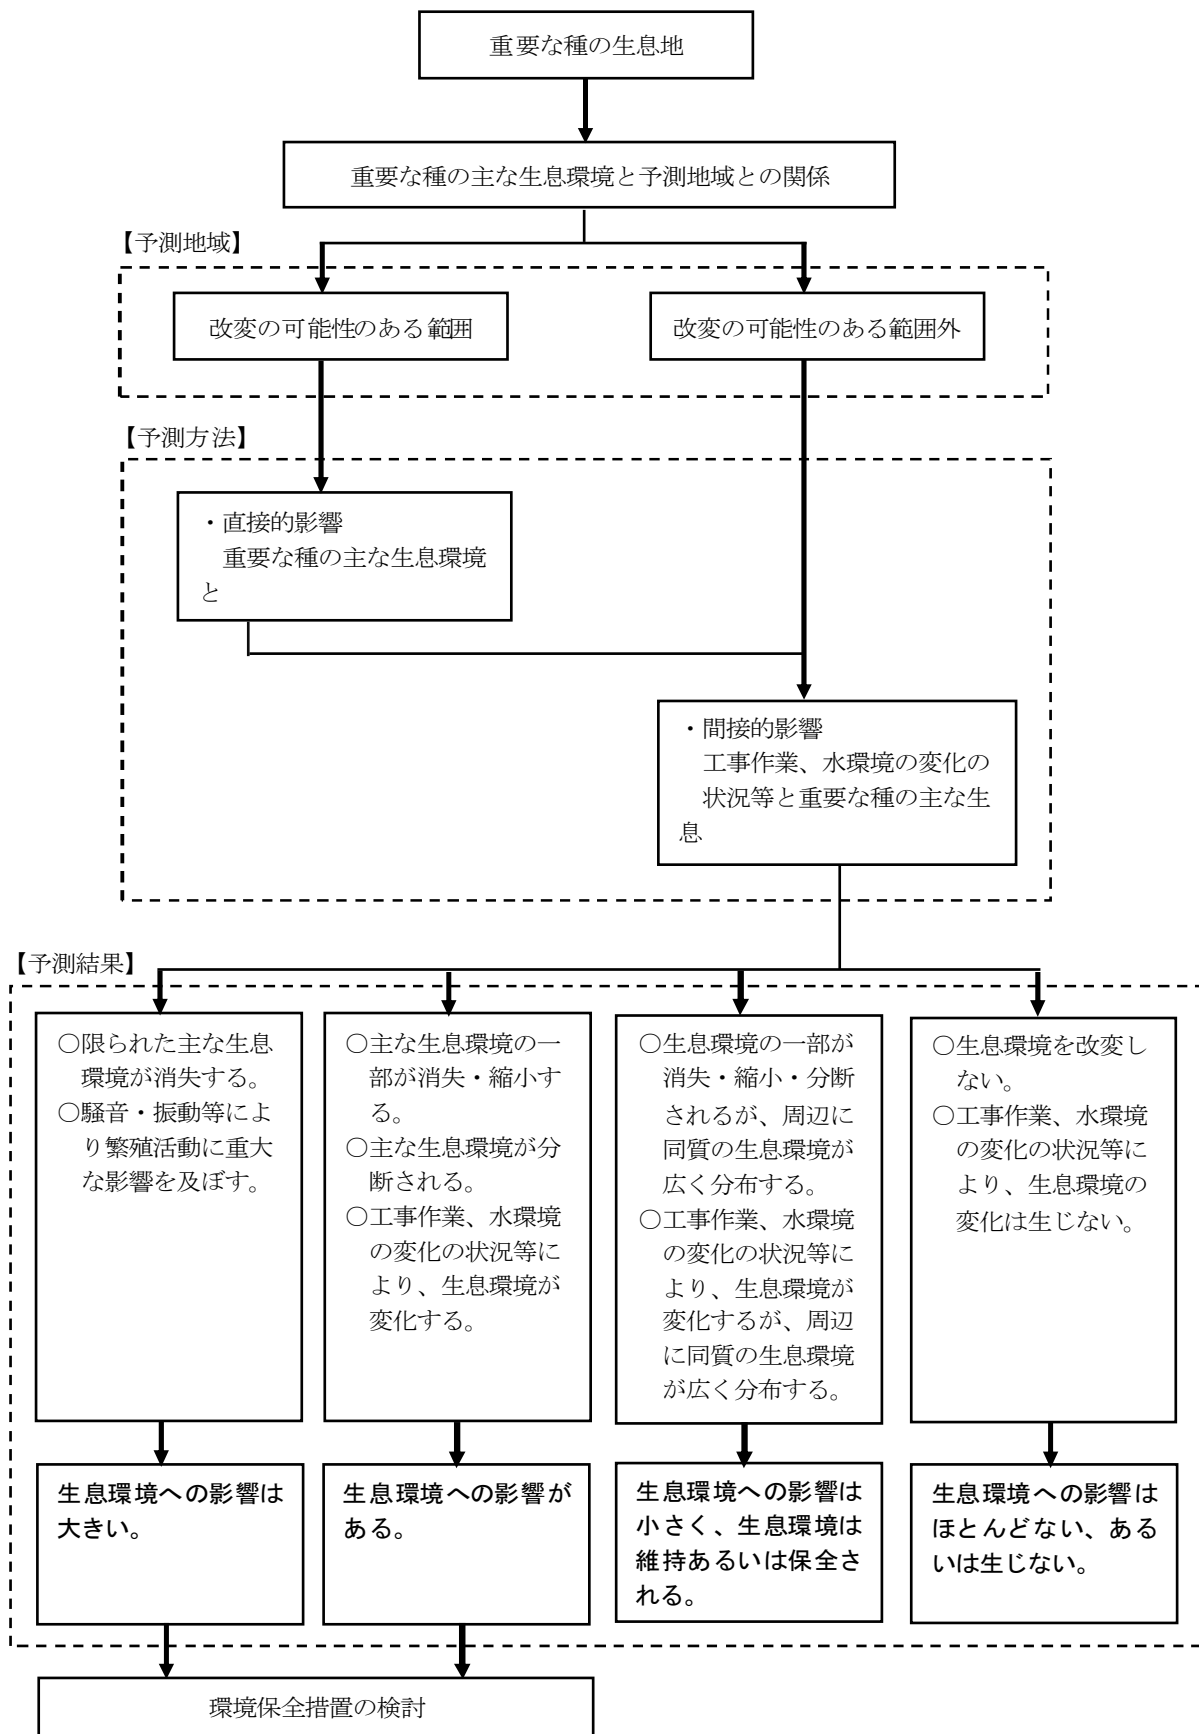 重要な種の生息地
重要な種の主な生息環境と予測地域との関係
【予測地域】
改変の可能性のある範囲
改変の可能性のある範囲外
【予測方法】
・直接的影響
重要な種の主な生息環境
と
・間接的影響
工事作業、水環境の変化の
状況等と重要な種の主な生
息
【予測結果】
○限られた主な生息
環境が消失する。
○騒音・振動等によ
り繁殖活動に重大
な影響を及ぼす。
○主な生息環境の一
部が消失・縮小す
る。
○主な生息環境が分
断される。
○工事作業、水環境
の変化の状況等に
より、生息環境が
変化する。
○生息環境の一部が
消失・縮小・分断
されるが、周辺に
同質の生息環境が
広く分布する。
○工事作業、水環境
の変化の状況等に
より、生息環境が
変化するが、周辺
に同質の生息環境
が広く分布する。
○生息環境を改変し
ない。
○工事作業、水環境
の変化の状況等に
より、生息環境の
変化は生じない。
生息環境への影響は
大きい。
生息環境への影響が
ある。
生息環境への影響は
小さく、生息環境は
維持あるいは保全さ
れる。
生息環境への影響は
ほとんどない、ある
いは生じない。
環境保全措置の検討